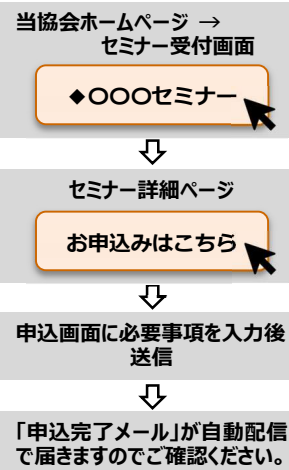 当協会ホームページ →
セミナー受付画面
◆〇〇〇セミナー
セミナー詳細ページ
お申込みはこちら
申込画面に必要事項を入力後
送信
「申込完了メール」が自動配信
で届きますのでご確認ください。